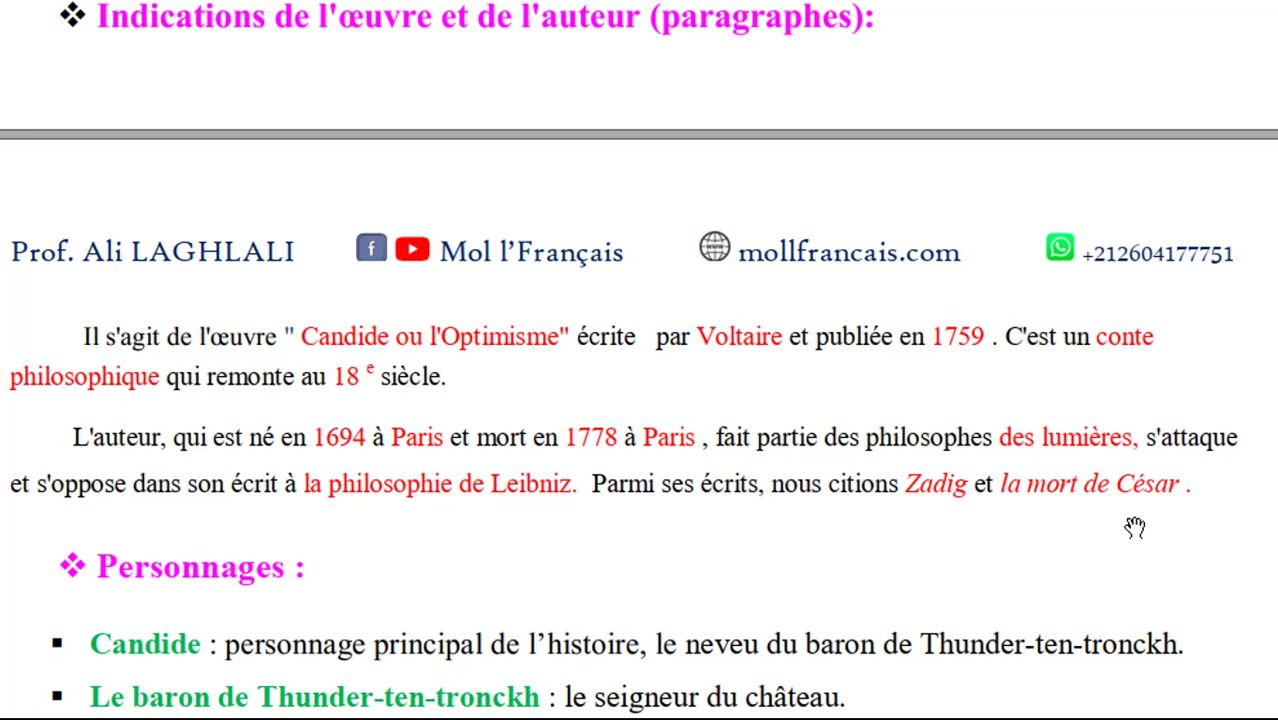 ❖ Indications de l'œuvre et de l'auteur (paragraphes):
Prof. Ali LAGHLALI f Mol l’Français www mollfrancais.com +212604177751
Il s'agit de l'œuvre " Candide ou l'Optimisme" écrite par Voltaire et publiée en 1759 . C'est un conte
philosophique qui remonte au 18 e siècle.
L'auteur, qui est né en 1694 à Paris et mort en 1778 à Paris , fait partie des philosophes des lumières, s'attaque
et s'oppose dans son écrit à la philosophie de Leibniz. Parmi ses écrits, nous citions Zadig et la mort de César .
❖ Personnages :
▪ Candide : personnage principal de l’histoire, le neveu du baron de Thunder-ten-tronckh.
▪ Le baron de Thunder-ten-tronckh : le seigneur du château.